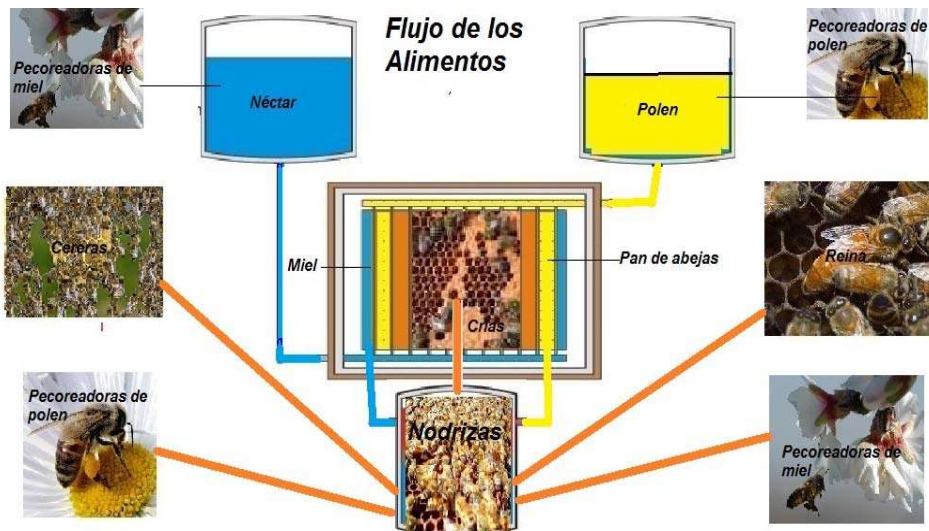 Flujo de los
Alimentos
Pecoreadoras de
miel
Néctar
Polen
Pecoreadoras de
polen
Cereras
Miel
Pan de abejas
Reina
Crías
Pecoreadoras de
polen
Nodrizas
Pecoreadoras de
miel